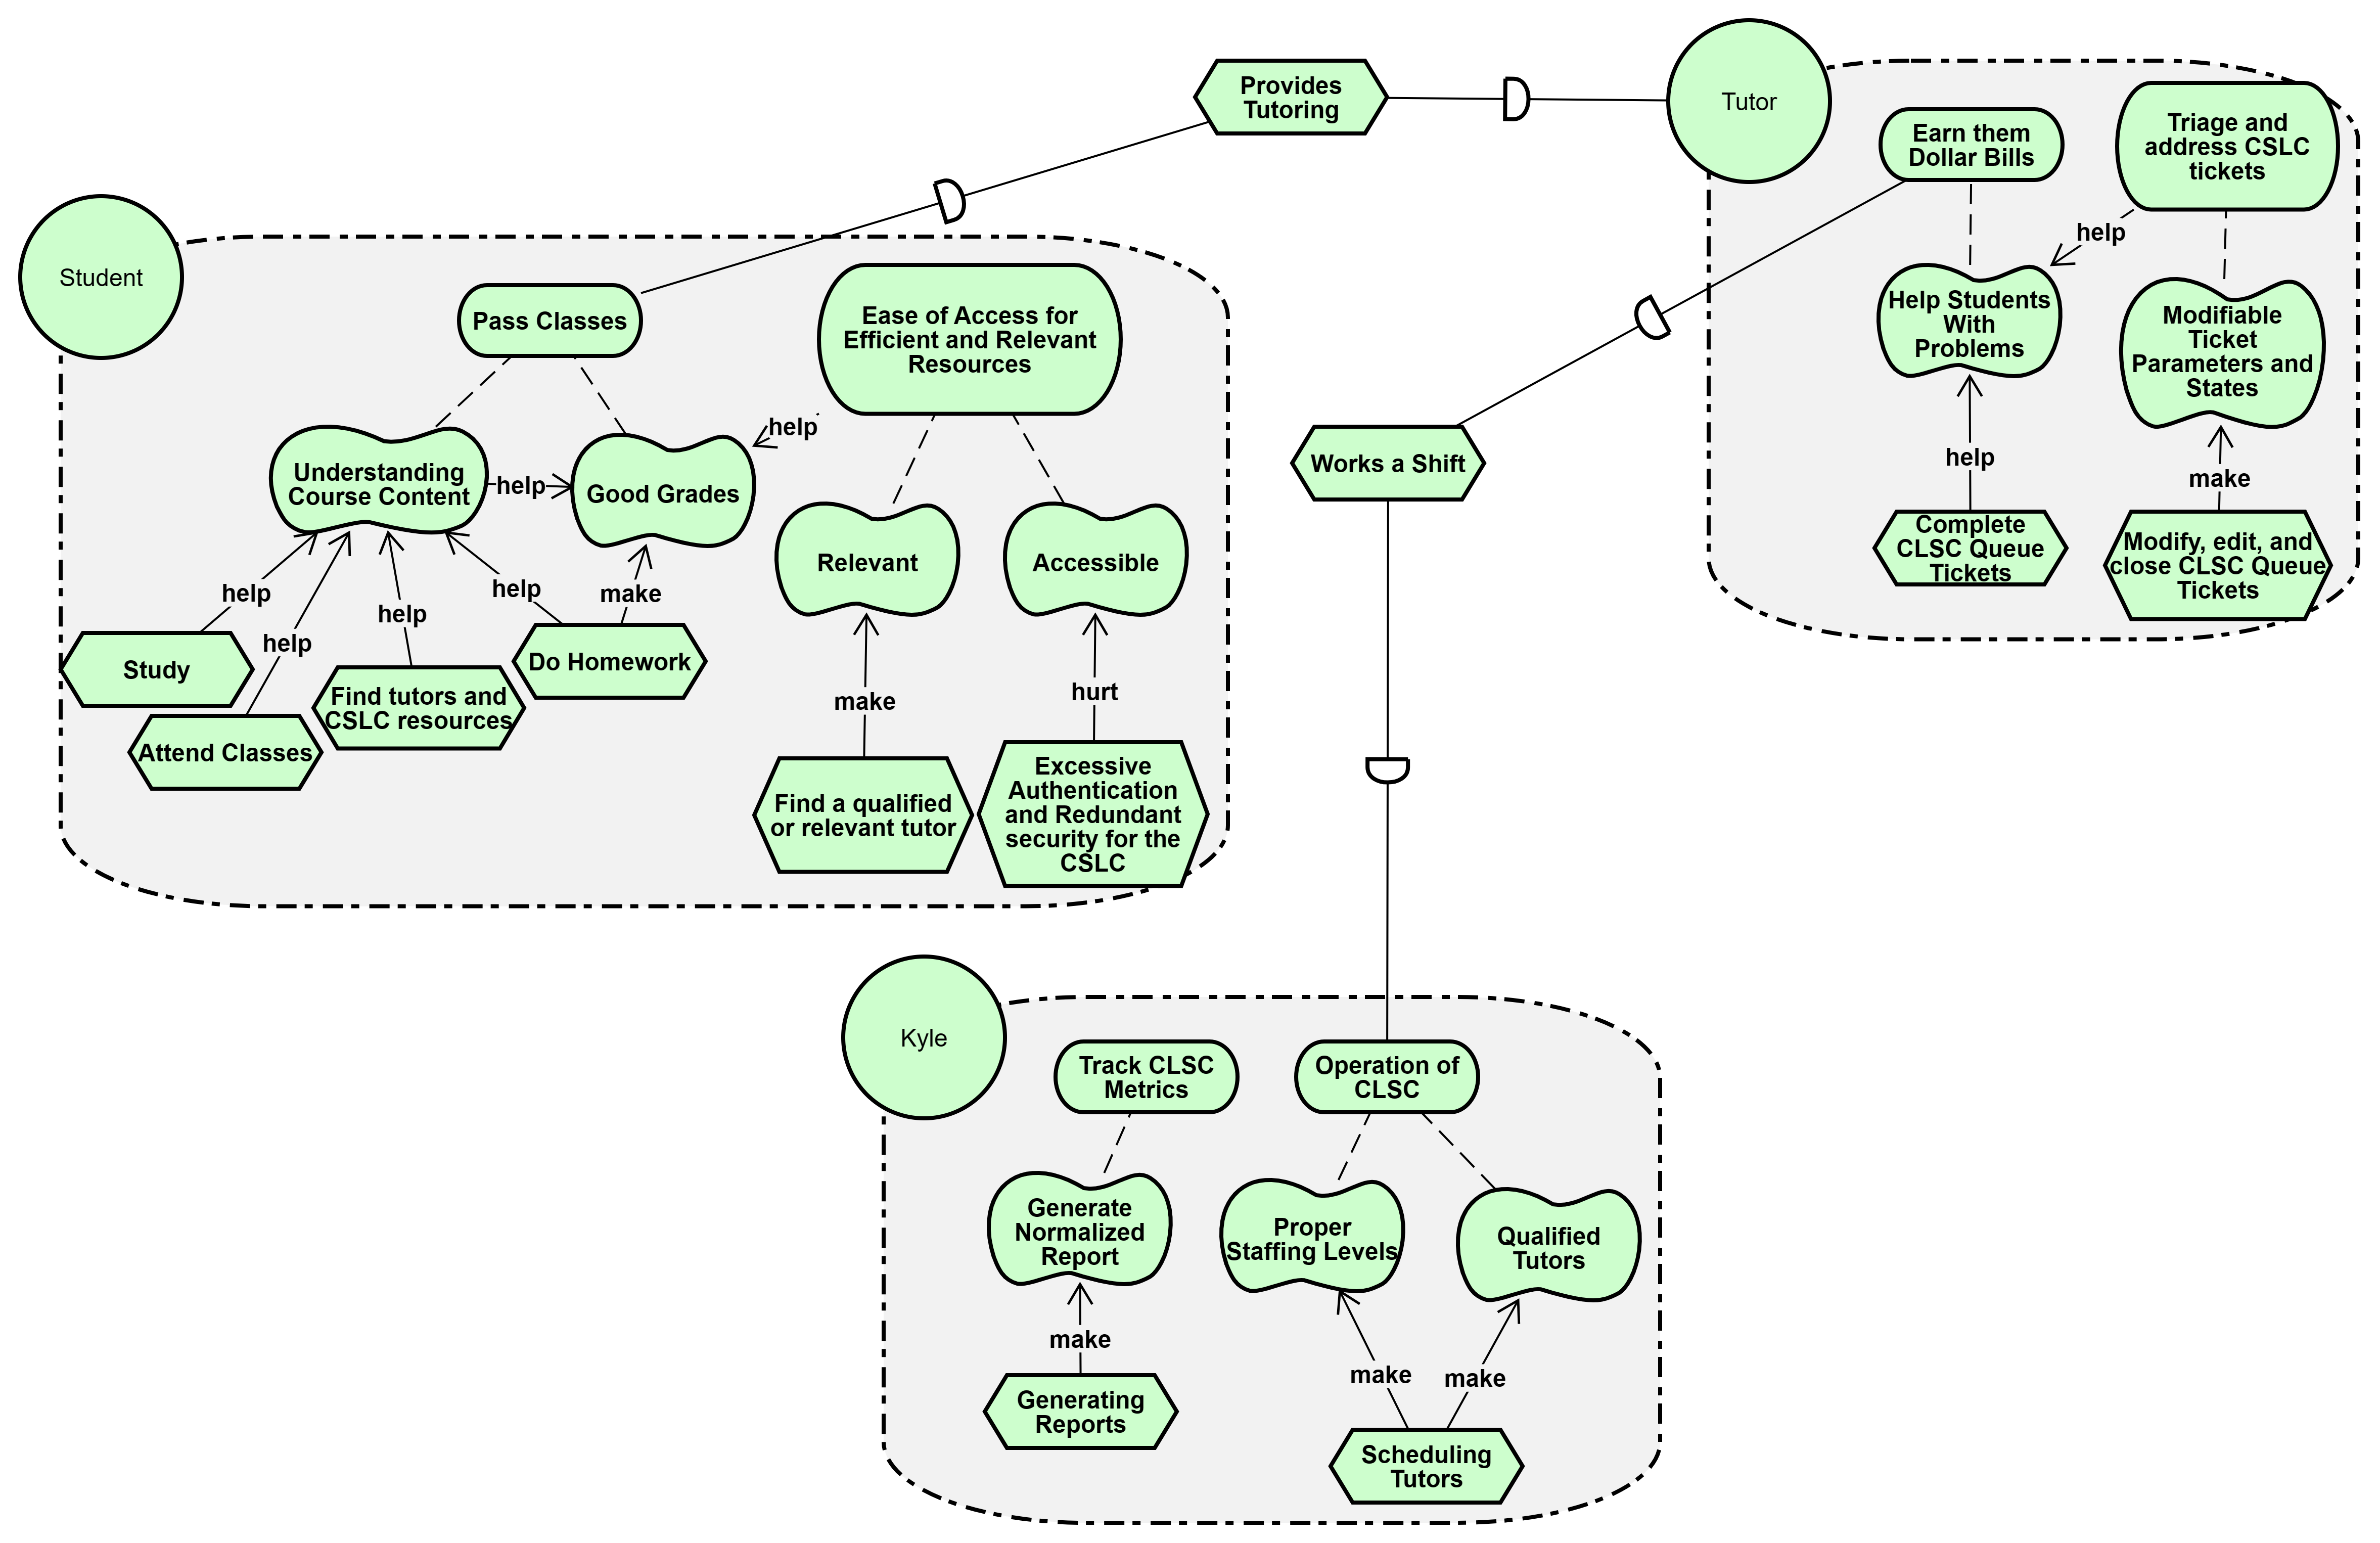 Provides
Tutoring
Tutor
Earn them
Dollar Bills
Triage and
address CSLC
tickets
help
Help Students
With
Problems
Modifiable
Ticket
Parameters and
States
help
make
Complete
CLSC Queue
Tickets
Modify, edit, and
close CLSC Queue
Tickets
Student
Pass Classes
Ease of Access for
Efficient and Relevant
Resources
help
Understanding
Course Content
help
Good Grades
Relevant
Accessible
help
help
help
help
make
Study
Attend Classes
Find tutors and
CSLC resources
Do Homework
make
hurt
Find a qualified
or relevant tutor
Excessive
Authentication
and Redundant
security for the
CSLC
Works a Shift
Kyle
Track CLSC
Metrics
Operation of
CLSC
Generate
Normalized
Report
Proper
Staffing Levels
Qualified
Tutors
make
make
make
Generating
Reports
Scheduling
Tutors